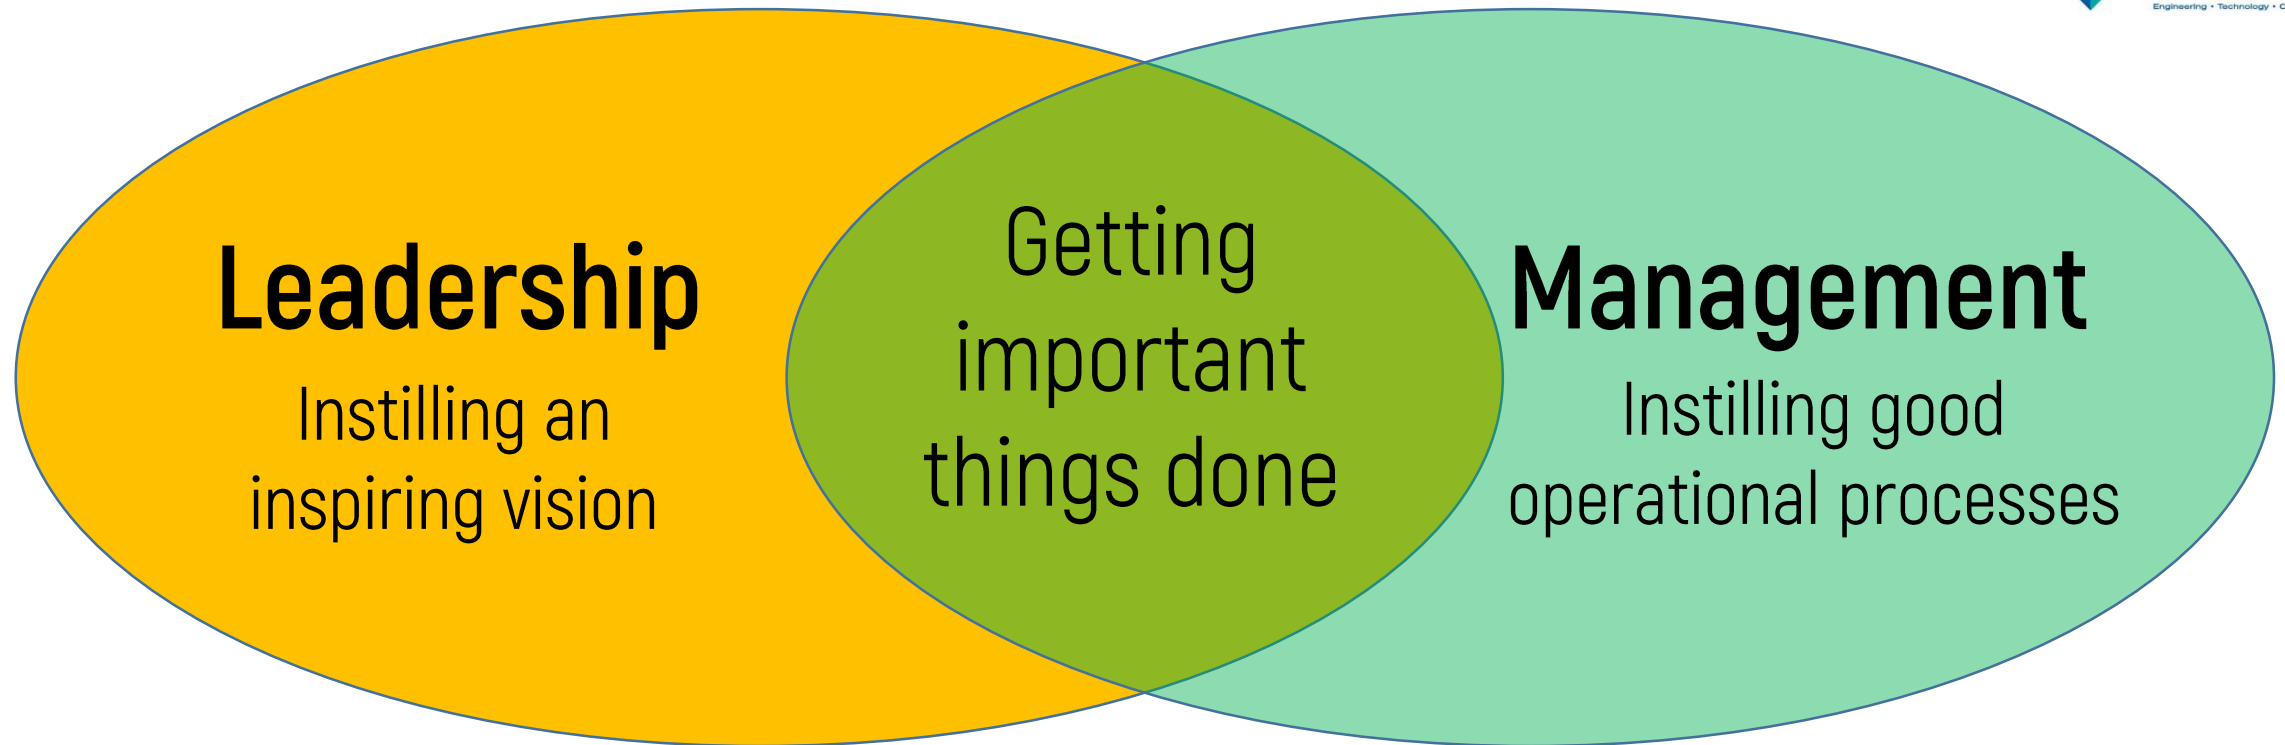 Engineering • Technology •
Leadership
Instilling an
inspiring vision
Getting
important
things done
Management
Instilling good
operational processes